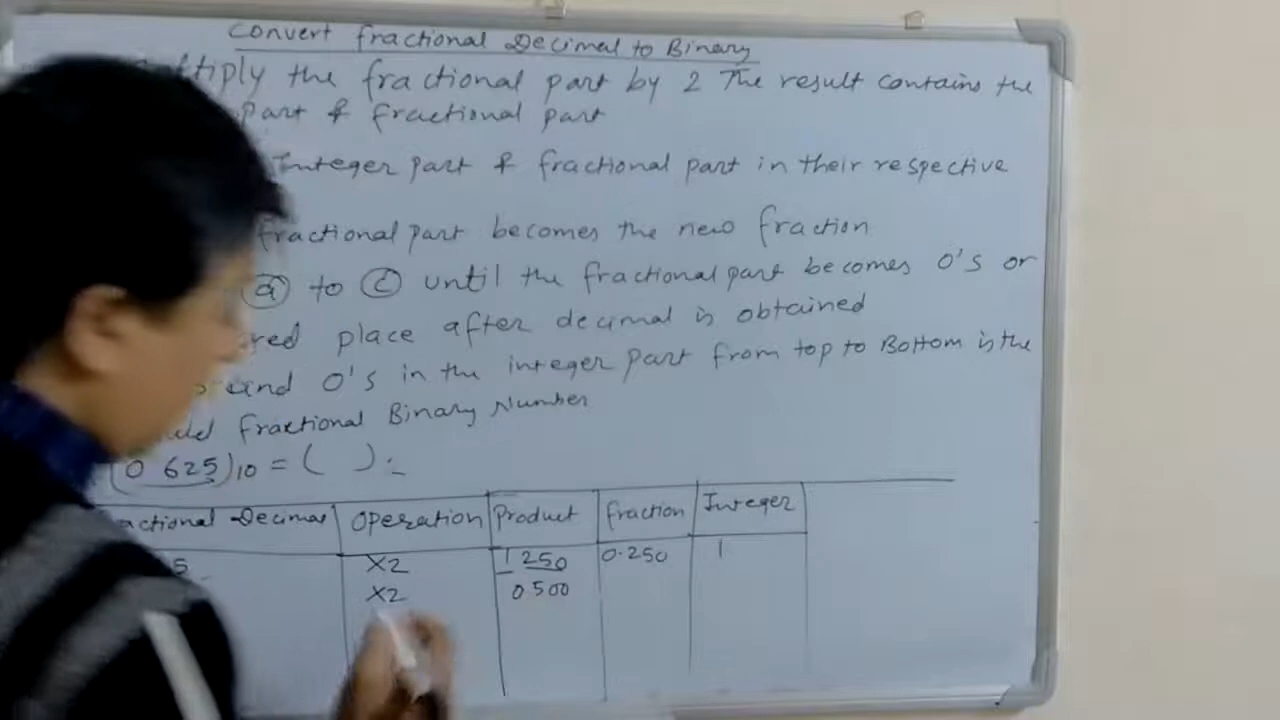 Convert fractional Decimal to Binary
the fractional part by 2 The result contains the
part & fractional part
Integer part & fractional part in their respective
fractional part becomes the new fraction
(a) to (c) until the fractional part becomes 0's or
place after decimal is obtained
and 0's in the integer part from top to Bottom is the
fractional Binary Number
(0 625)10 = ( )
Decimal Operation Product fraction Integer
5 X2 1 250 0.250 1
X2 0 500